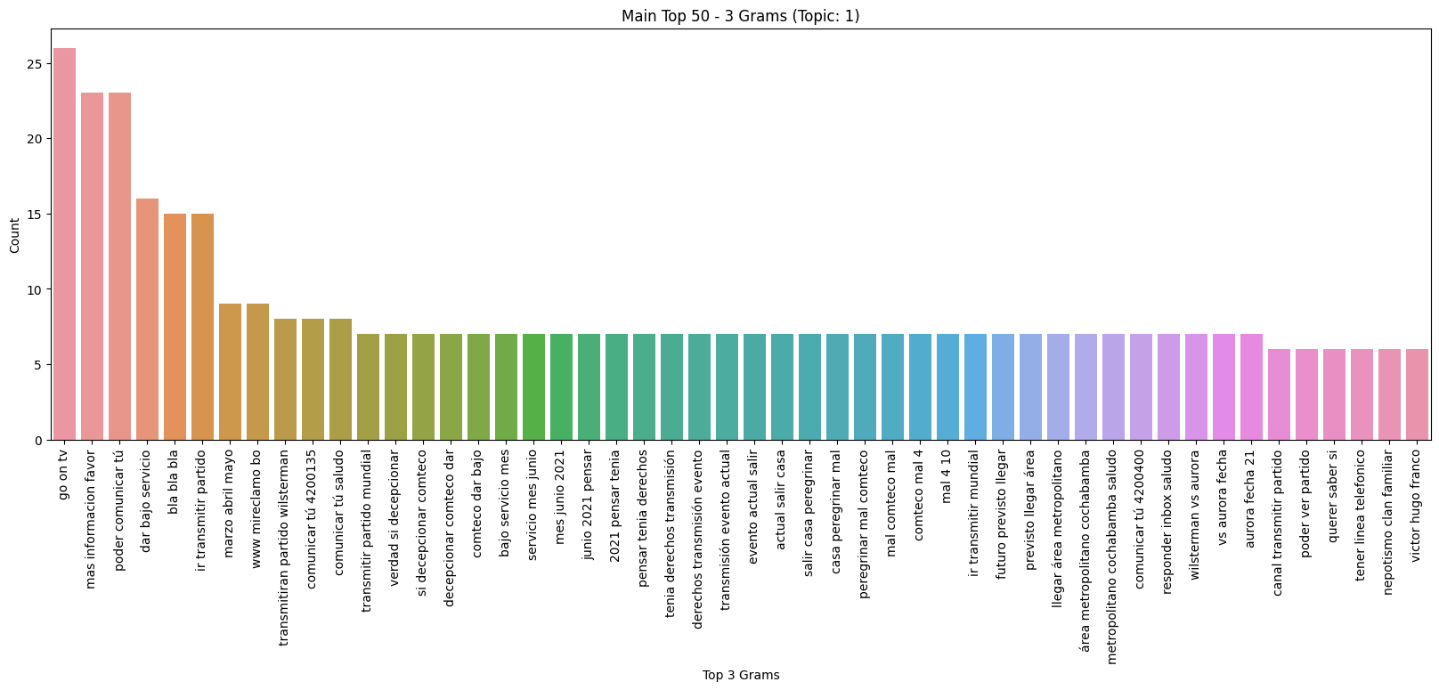 Main Top 50 - 3 Grams (Topic: 1)
Count
25
20
15
10
5
0
go on tv
mas informacion favor
poder comunicar tú
dar bajo servicio
bla bla bla
ir transmitir partido
marzo abril mayo
www mireclamo bo
transmitiran partido wilsterman
comunicar tú 4200135
comunicar tú saludo
transmitir partido mundial
verdad si decepcionar
si decepcionar comteco
decepcionar comteco dar
comteco dar bajo
bajo servicio mes
servicio mes junio
mes junio 2021
junio 2021 pensar
2021 pensar tenia
pensar tenia derechos
tenia derechos transmisión
derechos transmisión evento
transmisión evento actual
evento actual salir
actual salir casa
salir casa peregrinar
casa peregrinar mal
peregrinar mal comteco
mal comteco mal
comteco mal 4
mal 4 10
ir transmitir mundial
futuro previsto llegar
previsto llegar área
llegar área metropolitano
área metropolitano cochabamba
metropolitano cochabamba saludo
comunicar tú 4200400
responder inbox saludo
wilsterman vs aurora
vs aurora fecha
aurora fecha 21
canal transmitir partido
poder ver partido
querer saber si
tener linea telefonico
nepotismo clan familiar
victor hugo franco
Top 3 Grams